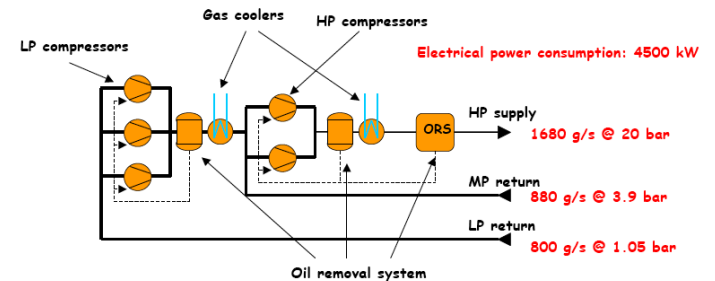 Gas coolers
HP compressors
LP compressors
Electrical power consumption: 4500 kW
HP supply
ORS
1680 g/s @ 20 bar
MP return
880 g/s @ 3.9 bar
LP return
800 g/s @ 1.05 bar
Oil removal system